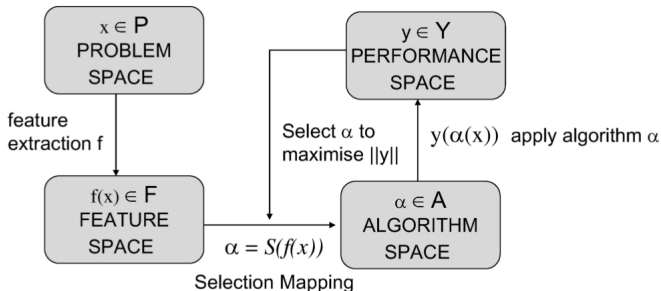 x ∈ P
PROBLEM
SPACE
y ∈ Y
PERFORMANCE
SPACE
feature
extraction f
Select α to
maximise ||y||
y(α(x)) apply algorithm α
f(x) ∈ F
FEATURE
SPACE
α = S(f(x))
Selection Mapping
α ∈ A
ALGORITHM
SPACE